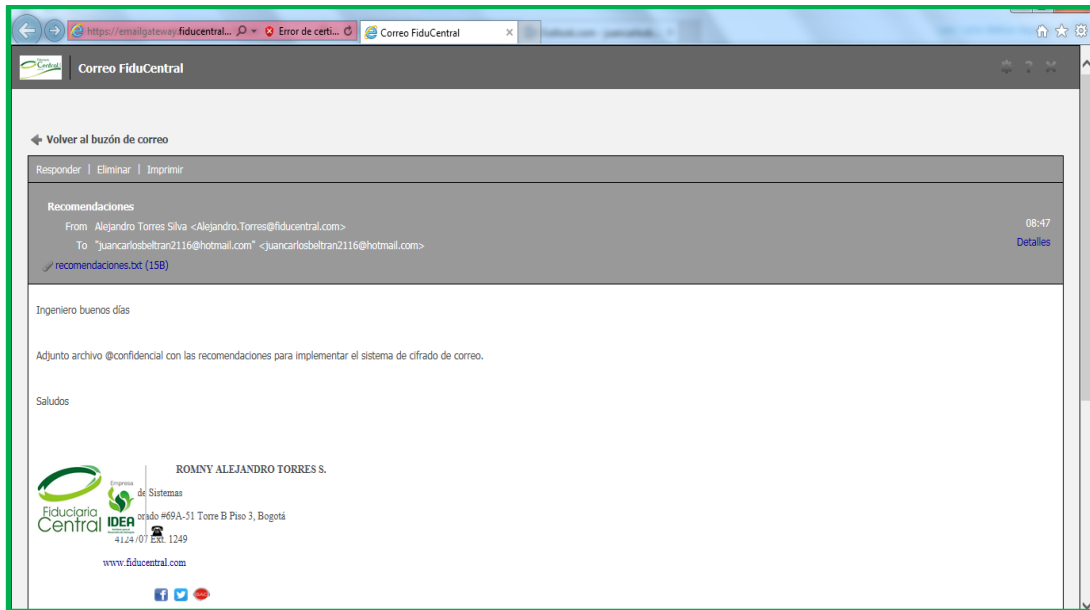 https://emailgateway.fiducentral... Error de certi... Correo FiduCentral
Central Correo FiduCentral
Volver al buzón de correo
Responder | Eliminar | Imprimir
Recomendaciones
From Alejandro Torres Silva <Alejandro.Torres@fiducentral.com>
08:47
To "juancarlosbeltran2116@hotmail.com" <juancarlosbeltran2116@hotmail.com>
Detalles
recomendaciones.txt (15B)
Ingeniero buenos días
Adjunto archivo @confidencial con las recomendaciones para implementar el sistema de cifrado de correo.
Saludos
ROMNY ALEJANDRO TORRES S.
Empresa
de Sistemas
Fiduciaria
Central
IDEA
orado #69A-51 Torre B Piso 3, Bogotá
4124707 Ext. 1249
www.fiducentral.com